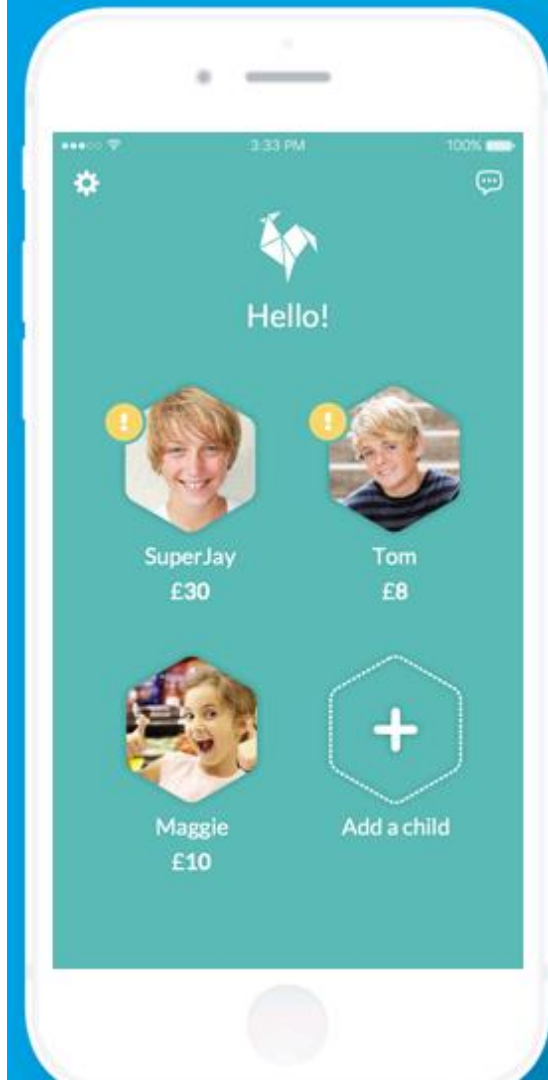 3:33 PM 100%
Hello!
SuperJay Tom
£30 £8
Maggie Add a child
£10